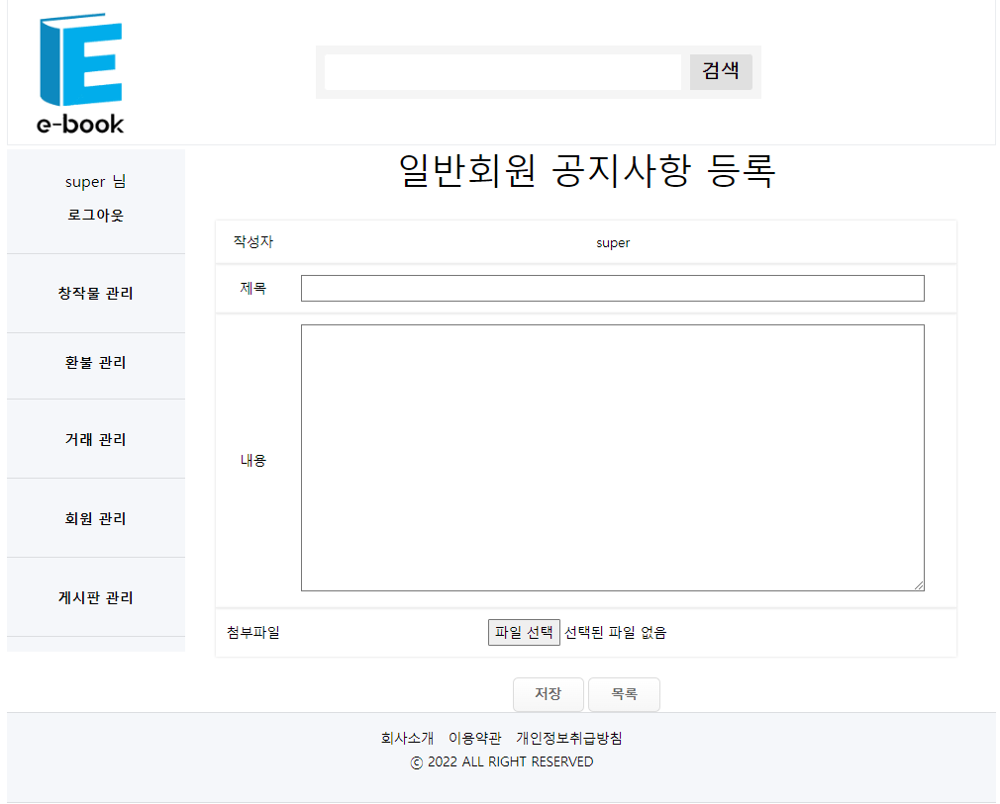 E
e-book
검색
super 님
로그아웃
창작물 관리
환불 관리
거래 관리
회원 관리
게시판 관리
일반회원 공지사항 등록
작성자 super
제목
내용
첨부파일 파일 선택 선택된 파일 없음
저장 목록
회사소개 이용약관 개인정보취급방침
ⓒ 2022 ALL RIGHT RESERVED